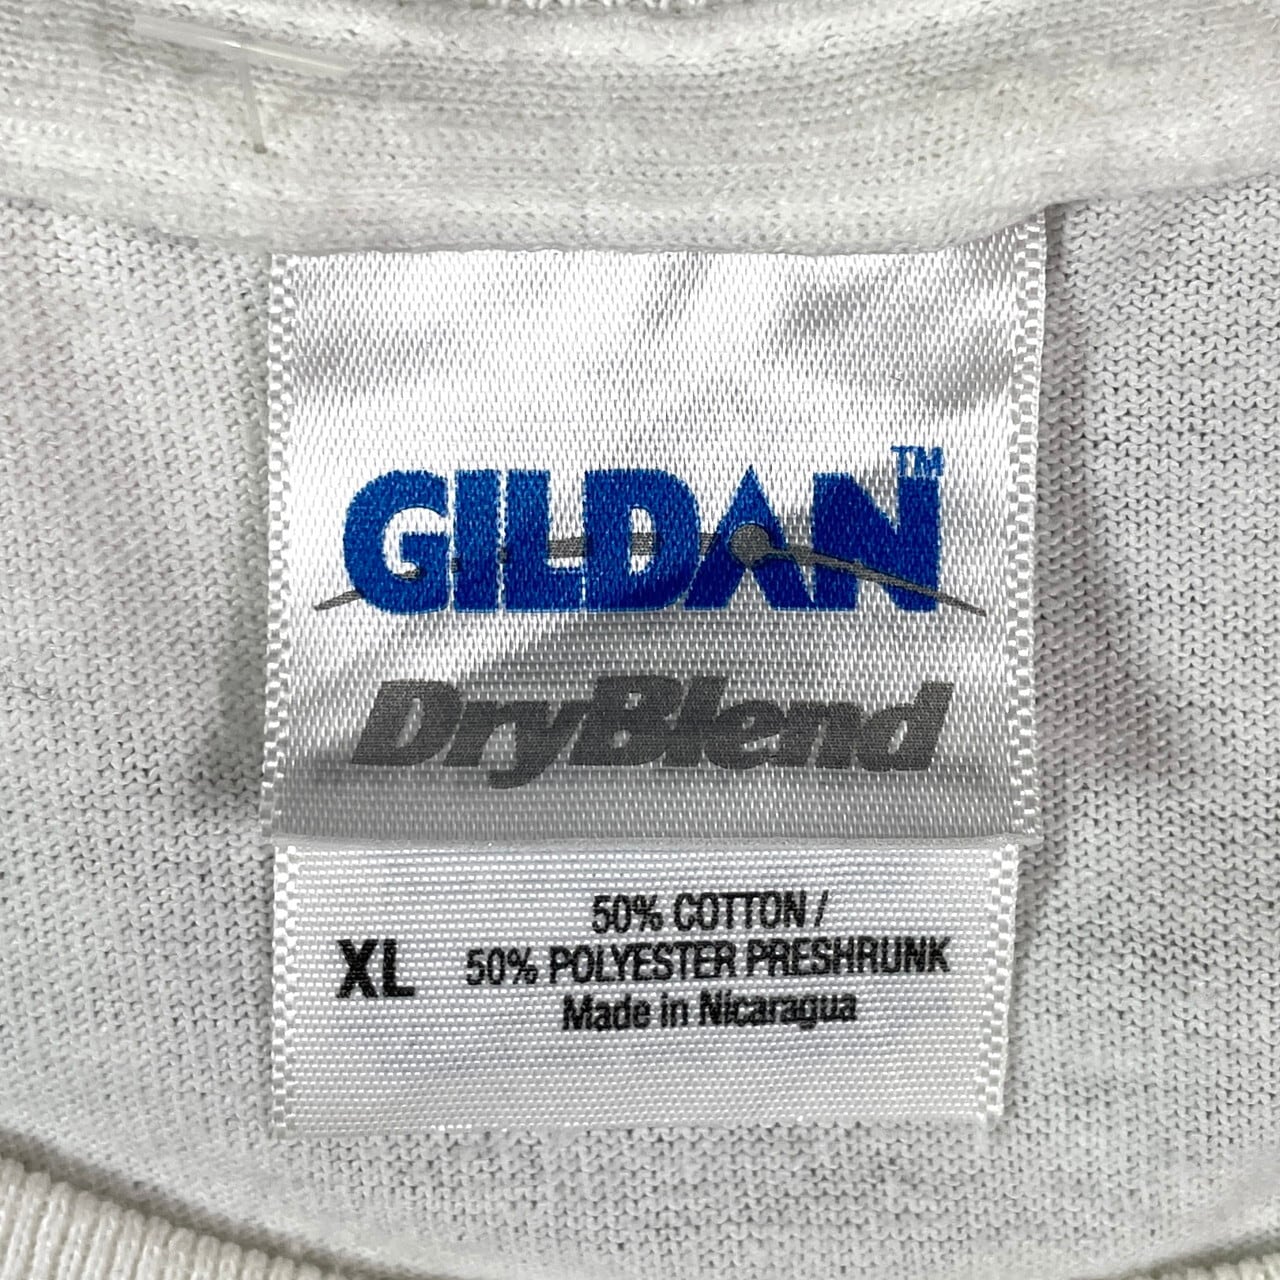 GILDAN™
DryBlend
XL
50% COTTON /
50% POLYESTER PRESHRUNK
Made in Nicaragua